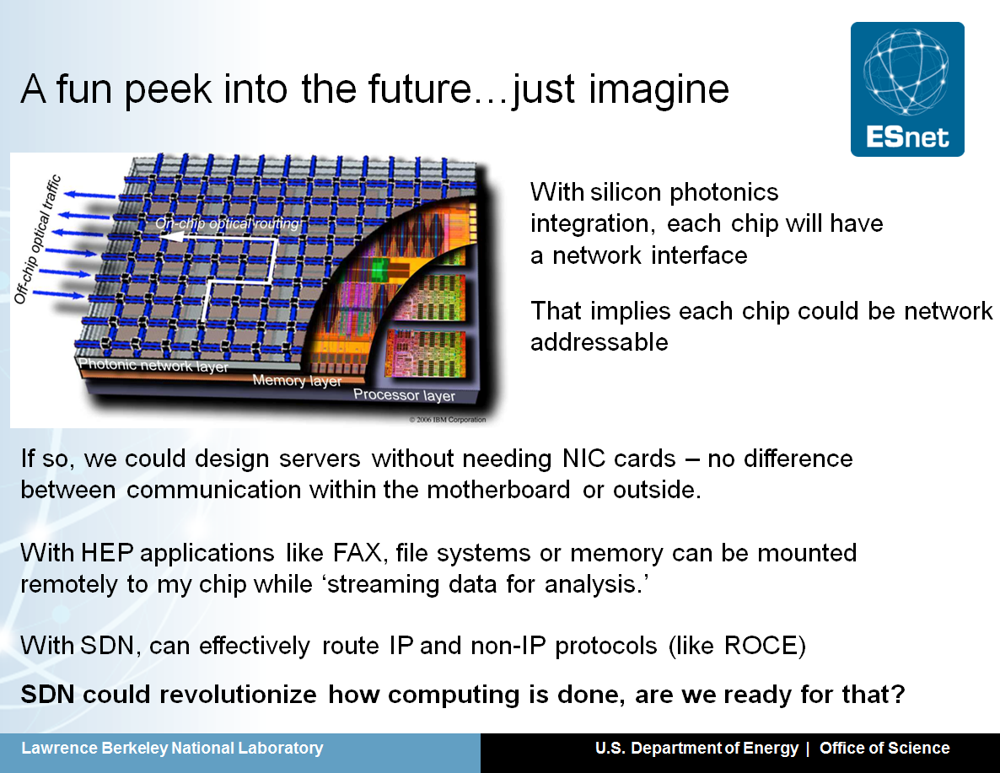 A fun peek into the future…just imagine
ESnet
Off-chip optical traffic
On-chip optical routing
Photonic network layer
Memory layer
Processor layer
© 2006 IBM Corporation
With silicon photonics
integration, each chip will have
a network interface
That implies each chip could be network
addressable
If so, we could design servers without needing NIC cards – no difference
between communication within the motherboard or outside.
With HEP applications like FAX, file systems or memory can be mounted
remotely to my chip while ‘streaming data for analysis.’
With SDN, can effectively route IP and non-IP protocols (like ROCE)
SDN could revolutionize how computing is done, are we ready for that?
Lawrence Berkeley National Laboratory
U.S. Department of Energy | Office of Science